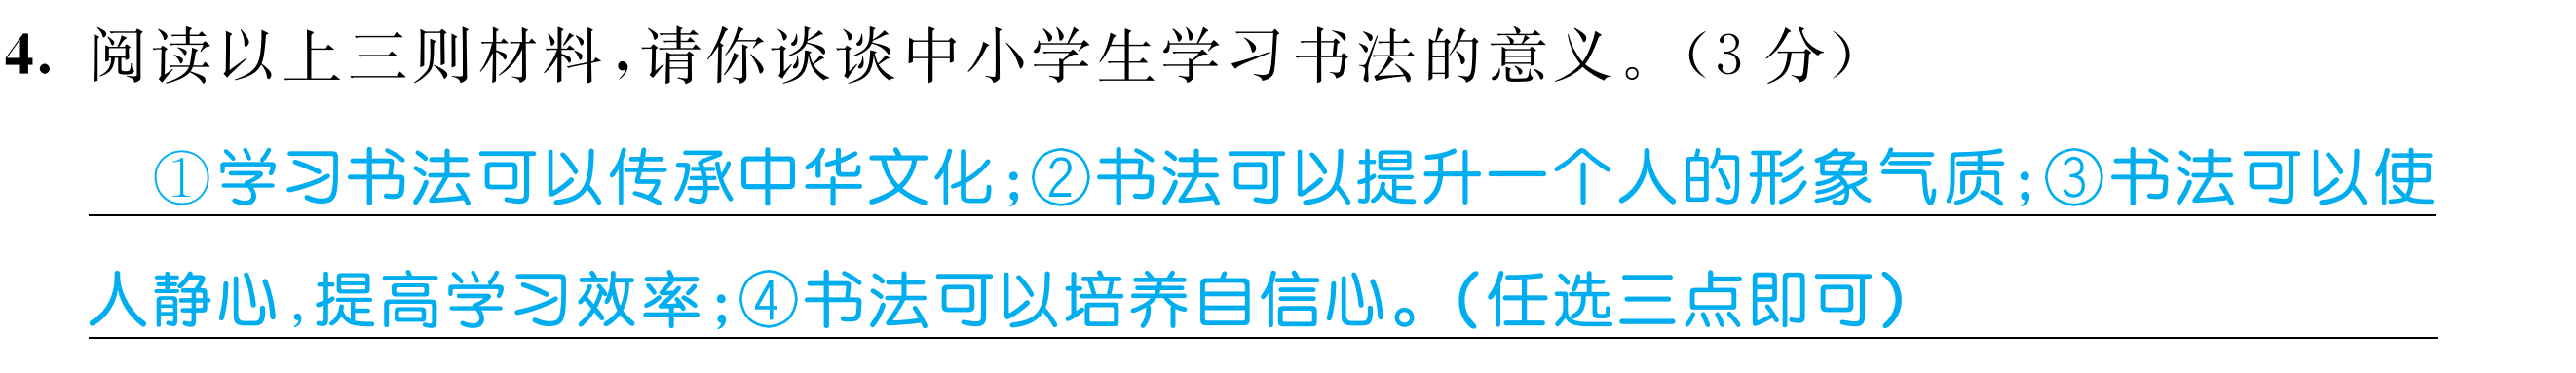 4. 阅读以上三则材料,请你谈谈中小学生学习书法的意义。(3 分)
①学习书法可以传承中华文化;②书法可以提升一个人的形象气质;③书法可以使
人静心,提高学习效率;④书法可以培养自信心。(任选三点即可)